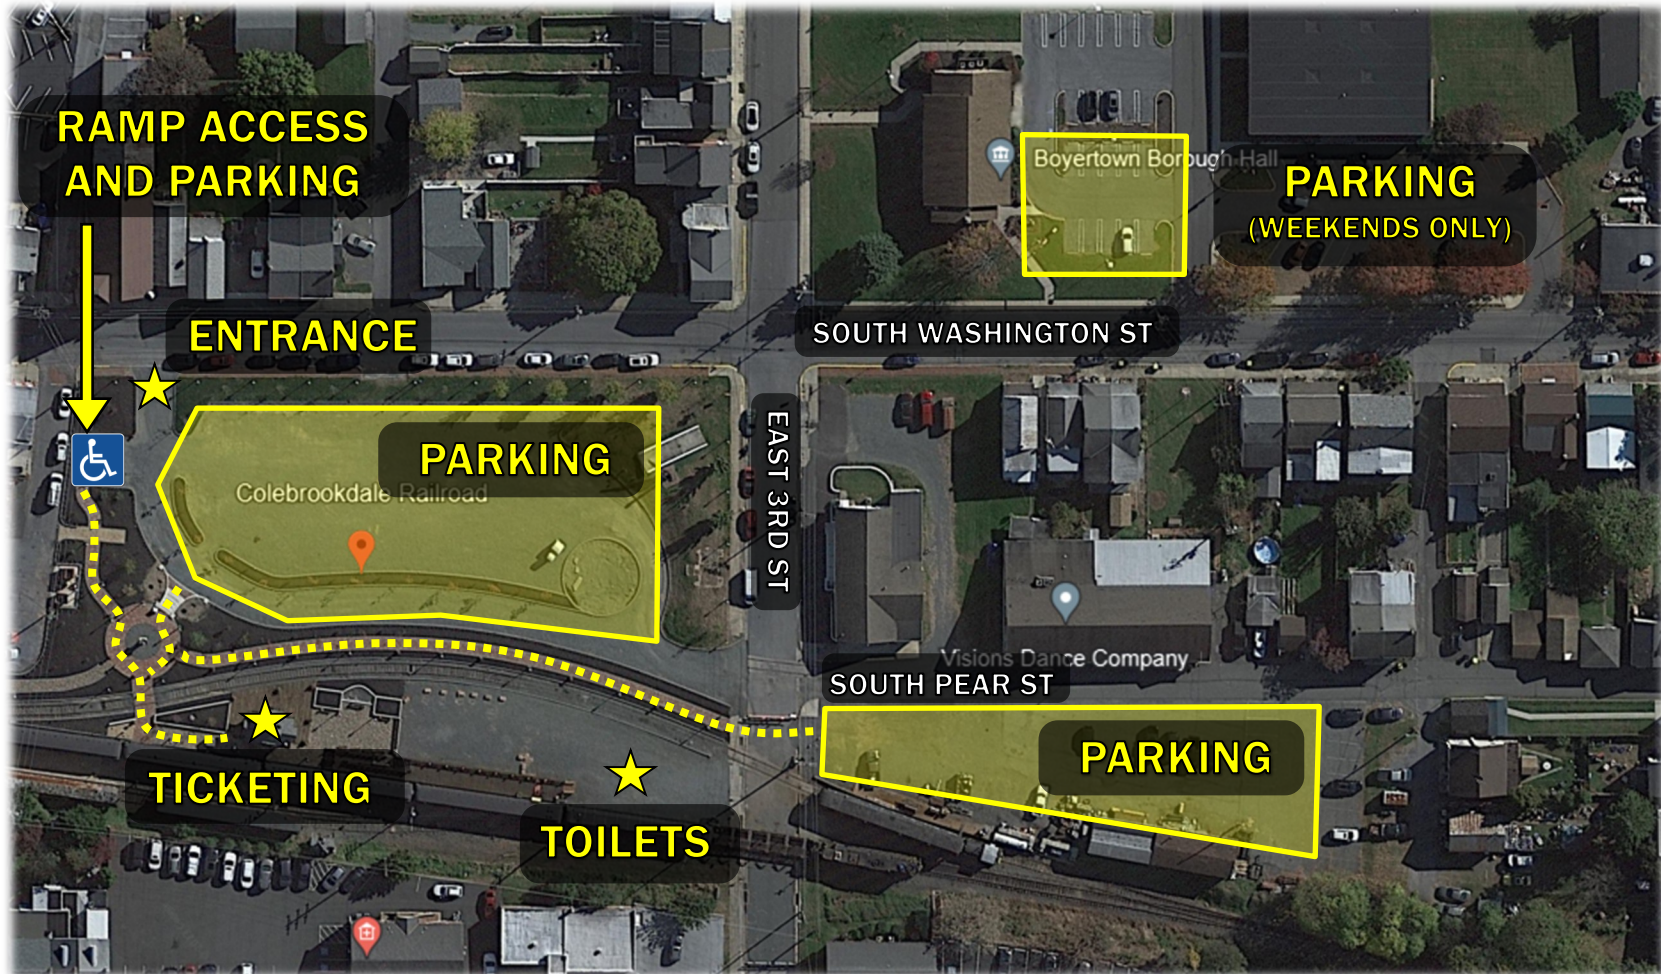 RAMP ACCESS
AND PARKING
Boyertown Borough Hall
PARKING
(WEEKENDS ONLY)
ENTRANCE
SOUTH WASHINGTON ST
PARKING
Colebrookdale Railroad
EAST 3RD ST
Visions Dance Company
SOUTH PEAR ST
TICKETING
PARKING
TOILETS